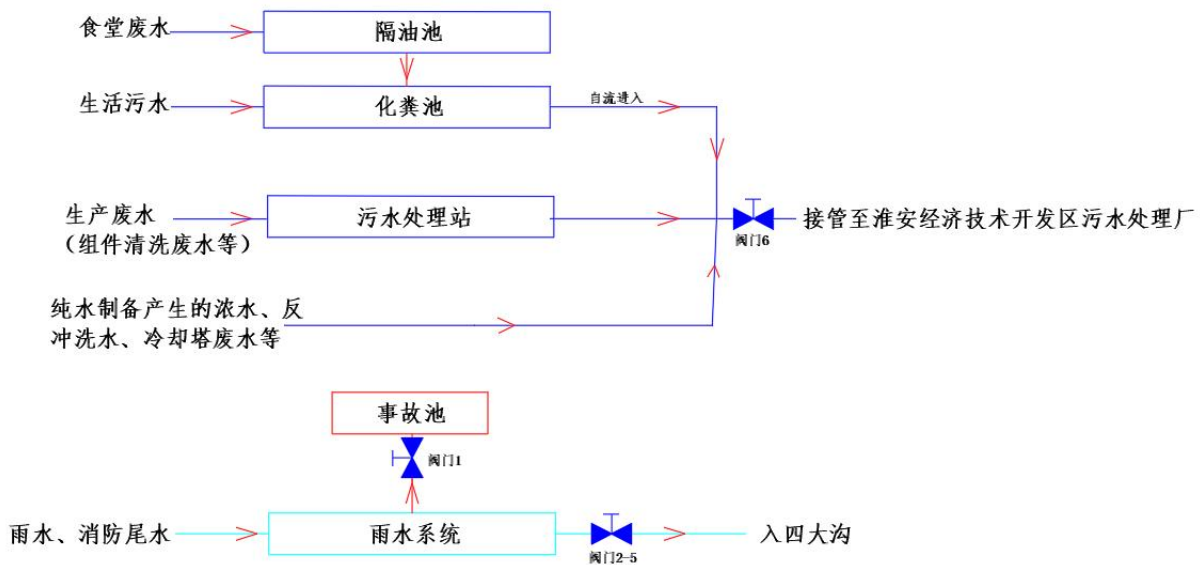 食堂废水
隔油池
生活污水
化粪池
自流进入
生产废水
（组件清洗废水等）
污水处理站
阀门6
接管至淮安经济技术开发区污水处理厂
纯水制备产生的浓水、反
冲洗水、冷却塔废水等
事故池
阀门1
雨水、消防尾水
雨水系统
阀门2-5
入四大沟